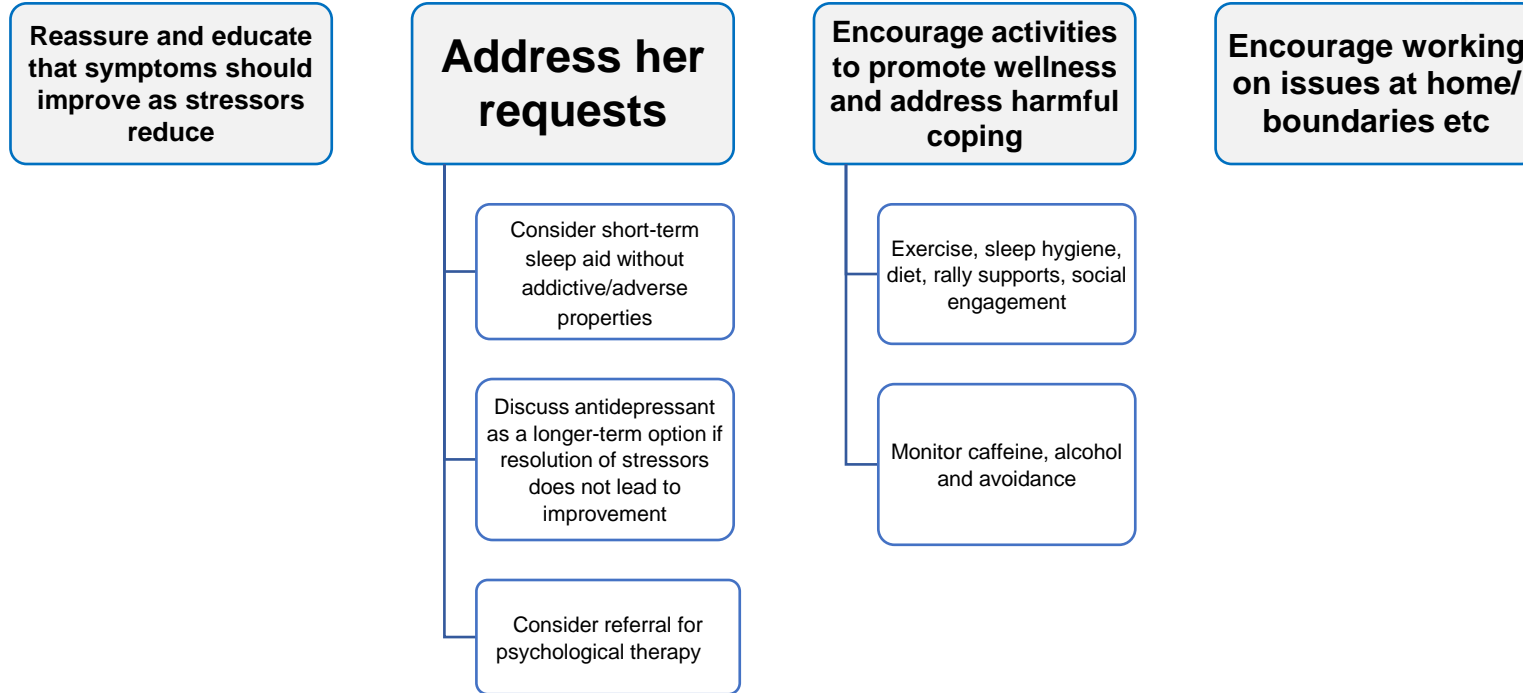 Reassure and educate
that symptoms should
improve as stressors
reduce
Address her
requests
Consider short-term
sleep aid without
addictive/adverse
properties
Discuss antidepressant
as a longer-term option if
resolution of stressors
does not lead to
improvement
Consider referral for
psychological therapy
Encourage activities
to promote wellness
and address harmful
coping
Exercise, sleep hygiene,
diet, rally supports, social
engagement
Monitor caffeine, alcohol
and avoidance
Encourage working
on issues at home/
boundaries etc